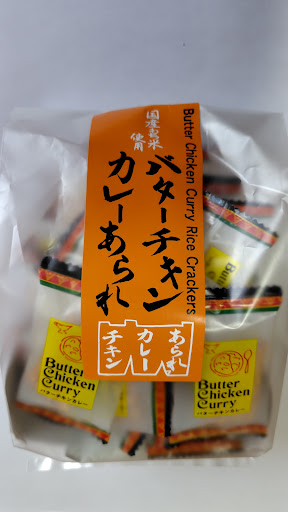 Butter Chicken Curry Rice Crackers
国産もち米
使用
バターチキン
カレーあられ
あられ
カレー
チキン
Butter
Chicken
Curry
バターチキンカレー
Butter
Chicken
Curry
バターチキンカレー